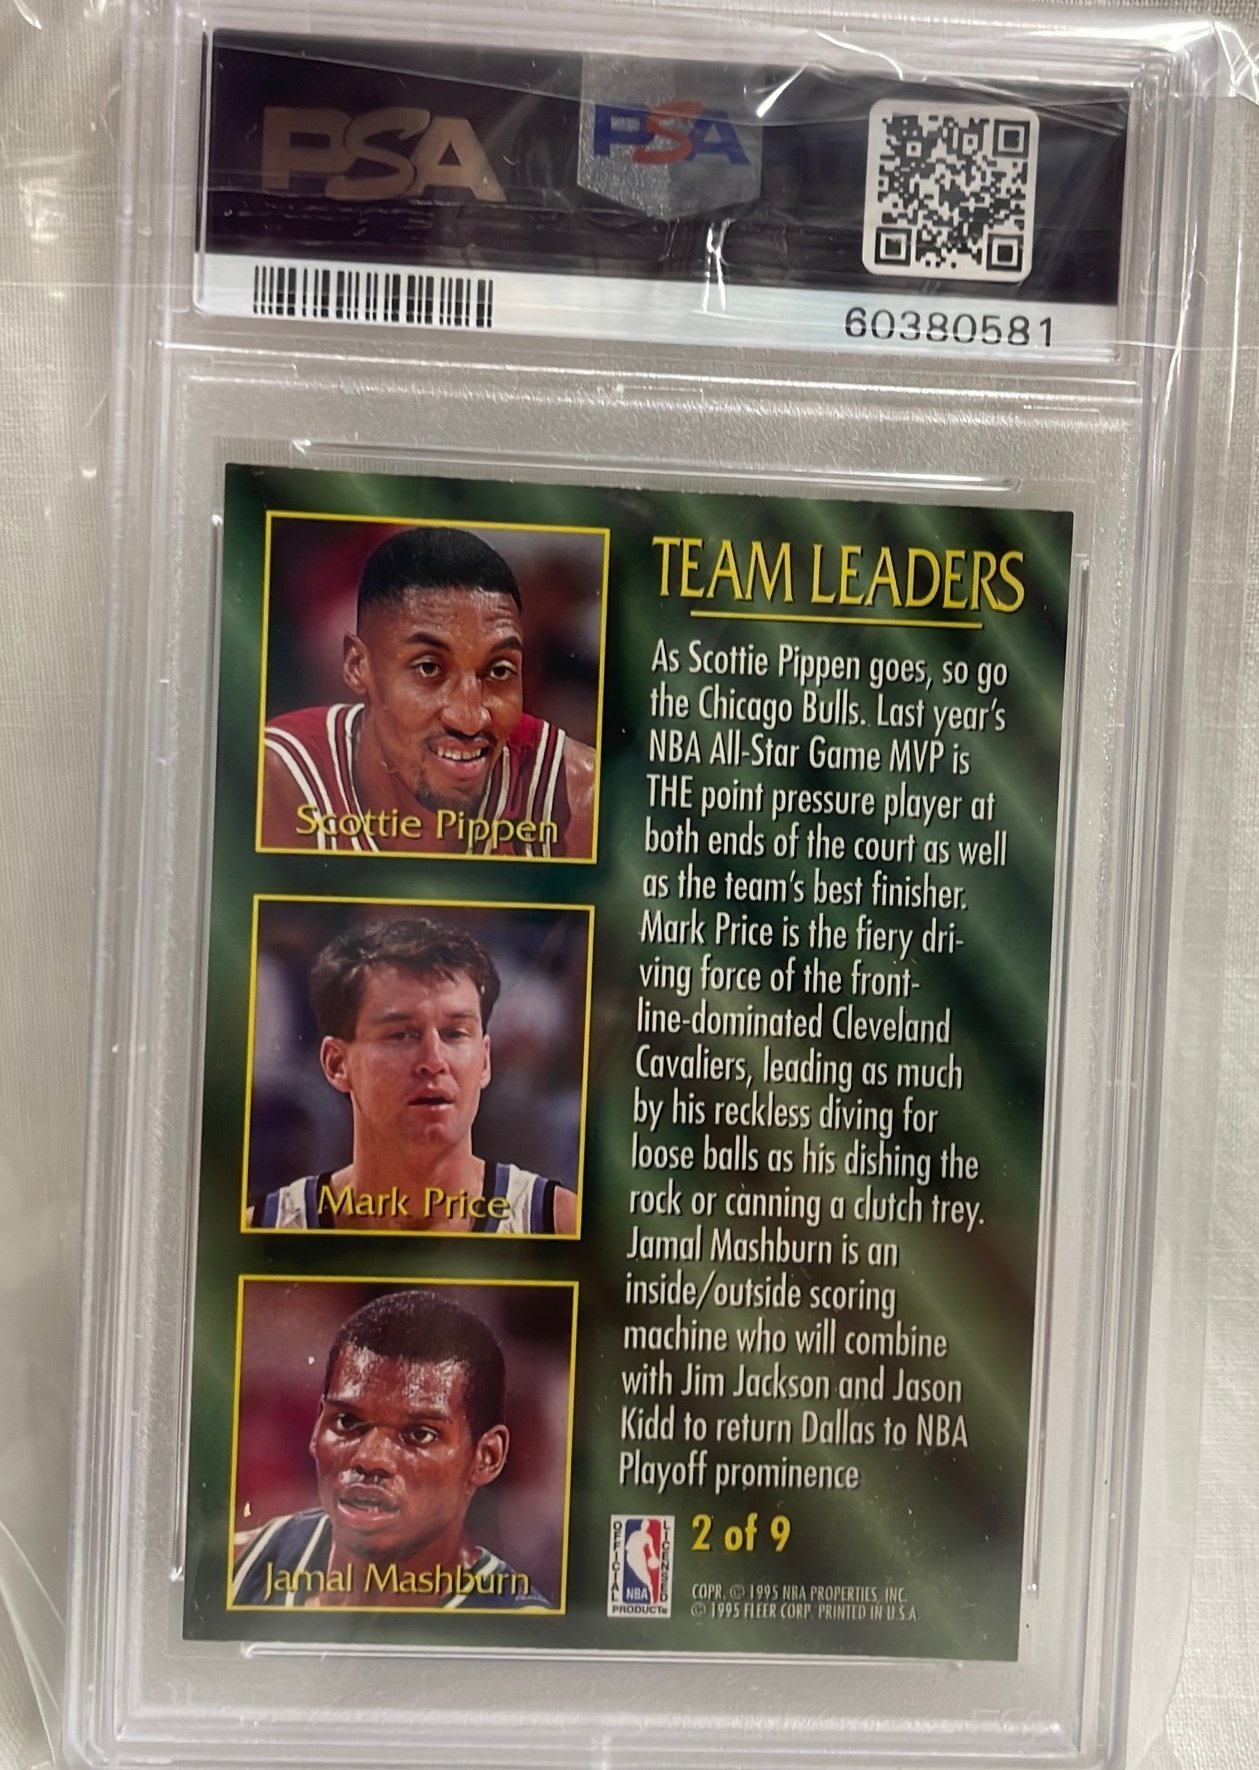 PSA
PSA
60380581
TEAM LEADERS
As Scottie Pippen goes, so go
the Chicago Bulls. Last year's
NBA All-Star Game MVP is
THE point pressure player at
both ends of the court as well
as the team's best finisher.
Mark Price is the fiery dri-
ving force of the front-
line-dominated Cleveland
Cavaliers, leading as much
by his reckless diving for
loose balls as his dishing the
rock or canning a clutch trey.
Jamal Mashburn is an
inside/outside scoring
machine who will combine
with Jim Jackson and Jason
Kidd to return Dallas to NBA
Playoff prominence
Scottie Pippen
Mark Price
Jamal Mashburn
OFFICIAL
LICENSED
NBA
PRODUCT®
2 of 9
COPR. © 1995 NBA PROPERTIES, INC.
© 1995 FLEER CORP. PRINTED IN U.S.A.